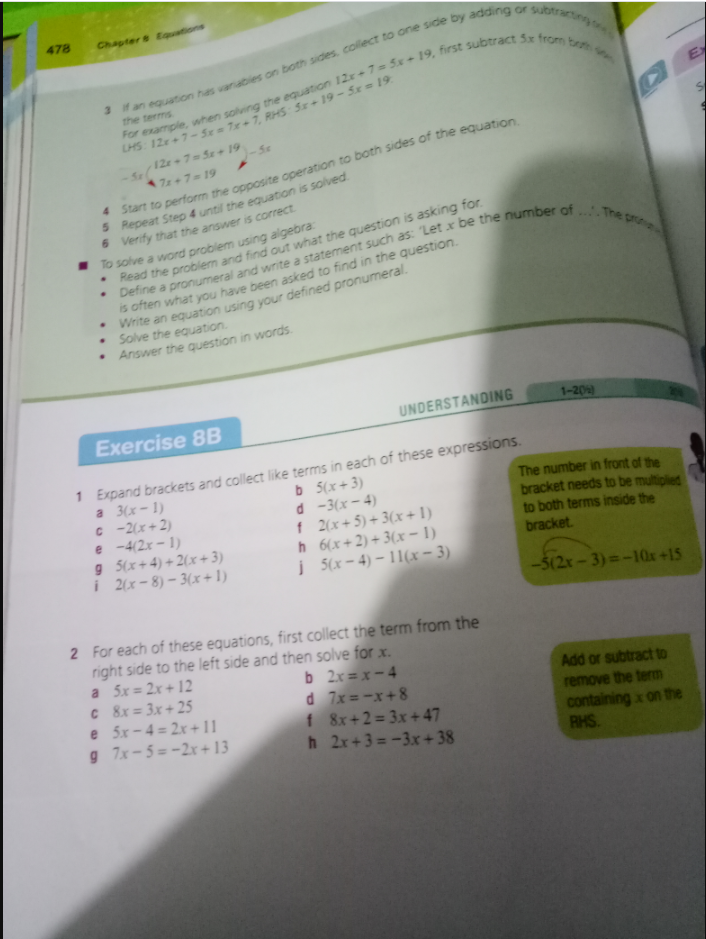 478 Chapter 8 Equations
3 If an equation has variables on both sides, collect to one side by adding or subtracting one of
the terms.
For example, when solving the equation 12x + 7 = 5x + 19, first subtract 5x from both sides
LHS: 12x + 7 − 5x = 7x + 7, RHS: 5x + 19 − 5x = 19.
12x + 7 = 5x + 19
− 5x − 5x
7x + 7 = 19
4 Start to perform the opposite operation to both sides of the equation.
5 Repeat Step 4 until the equation is solved.
6 Verify that the answer is correct.
■ To solve a word problem using algebra:
• Read the problem and find out what the question is asking for.
• Define a pronumeral and write a statement such as: 'Let x be the number of …'. The
is often what you have been asked to find in the question.
• Write an equation using your defined pronumeral.
• Solve the equation.
• Answer the question in words.
Exercise 8B UNDERSTANDING 1–2(½)
1 Expand brackets and collect like terms in each of these expressions.
a 3(x − 1) b 5(x + 3)
c −2(x + 2) d −3(x − 4)
e −4(2x − 1) f 2(x + 5) + 3(x + 1)
g 5(x + 4) + 2(x + 3) h 6(x + 2) + 3(x − 1)
i 2(x − 8) − 3(x + 1) j 5(x − 4) − 11(x − 3)
The number in front of the
bracket needs to be multiplied
to both terms inside the
bracket.
−5(2x − 3) = −10x + 15
2 For each of these equations, first collect the term from the
right side to the left side and then solve for x.
a 5x = 2x + 12 b 2x = x − 4
c 8x = 3x + 25 d 7x = −x + 8
e 5x − 4 = 2x + 11 f 8x + 2 = 3x + 47
g 7x − 5 = −2x + 13 h 2x + 3 = −3x + 38
Add or subtract to
remove the term
containing x on the
RHS.